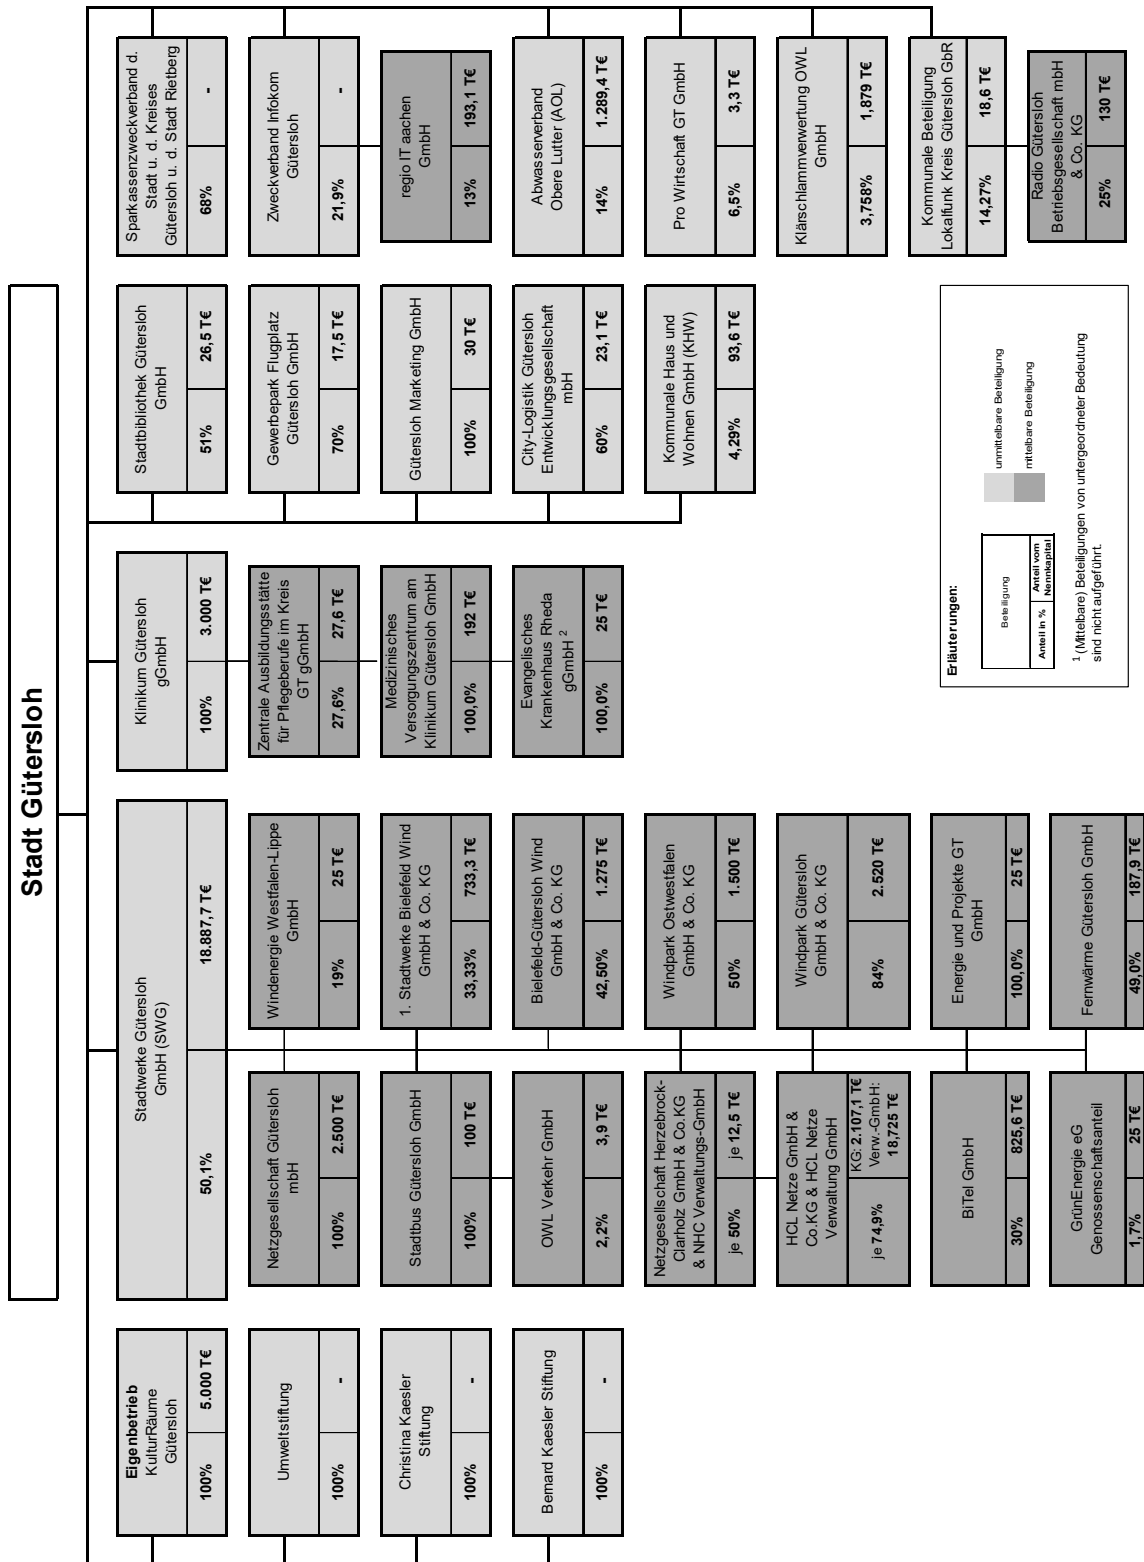 Stadt Gütersloh
Eigenbetrieb
KulturRäume
Gütersloh
100%
5.000 T€
Umweltstiftung
100%
-
Christina Kaesler
Stiftung
100%
-
Bernard Kaesler Stiftung
100%
-
Stadtwerke Gütersloh
GmbH (SWG)
50,1%
18.887,7 T€
Netzgesellschaft Gütersloh
mbH
100%
2.500 T€
Stadtbus Gütersloh GmbH
100%
100 T€
OWL Verkehr GmbH
2,2%
3,9 T€
Netzgesellschaft Herzebrock-
Clarholz GmbH & Co.KG
& NHC Verwaltungs-GmbH
je 50%
je 12,5 T€
HCL Netze GmbH &
Co.KG & HCL Netze
Verwaltung GmbH
je 74,9%
KG: 2.107,1 T€
Verw.-GmbH:
18,725 T€
BiTel GmbH
30%
825,6 T€
GrünEnergie eG
Genossenschaftsanteil
1,7%
25 T€
Windenergie Westfalen-Lippe
GmbH
19%
25 T€
1. Stadtwerke Bielefeld Wind
GmbH & Co. KG
33,33%
733,3 T€
Bielefeld-Gütersloh Wind
GmbH & Co. KG
42,50%
1.275 T€
Windpark Ostwestfalen
GmbH & Co. KG
50%
1.500 T€
Windpark Gütersloh
GmbH & Co. KG
84%
2.520 T€
Energie und Projekte GT
GmbH
100,0%
25 T€
Fernwärme Gütersloh GmbH
49,0%
187,9 T€
Klinikum Gütersloh
gGmbH
100%
3.000 T€
Zentrale Ausbildungsstätte
für Pflegeberufe im Kreis
GT gGmbH
27,6%
27,6 T€
Medizinisches
Versorgungszentrum am
Klinikum Gütersloh GmbH
100,0%
192 T€
Evangelisches
Krankenhaus Rheda
gGmbH ²
100,0%
25 T€
Stadtbibliothek Gütersloh
GmbH
51%
26,5 T€
Gewerbepark Flugplatz
Gütersloh GmbH
70%
17,5 T€
Gütersloh Marketing GmbH
100%
30 T€
City-Logistik Gütersloh
Entwicklungsgesellschaft
mbH
60%
23,1 T€
Kommunale Haus und
Wohnen GmbH (KHW)
4,29%
93,6 T€
Sparkassenzweckverband d.
Stadt u. d. Kreises
Gütersloh u. d. Stadt Rietberg
68%
-
Zweckverband Infokom
Gütersloh
21,9%
-
regio IT aachen
GmbH
13%
193,1 T€
Abwasserverband
Obere Lutter (AOL)
14%
1.289,4 T€
Pro Wirtschaft GT GmbH
6,5%
3,3 T€
Klärschlammverwertung OWL
GmbH
3,758%
1,879 T€
Kommunale Beteiligung
Lokalfunk Kreis Gütersloh GbR
14,27%
18,6 T€
Radio Gütersloh
Betriebsgesellschaft mbH
& Co. KG
25%
130 T€
Erläuterungen:
Beteiligung
Anteil in %
Anteil vom
Nennkapital
unmittelbare Beteiligung
mittelbare Beteiligung
¹ (Mittelbare) Beteiligungen von untergeordneter Bedeutung
sind nicht aufgeführt.